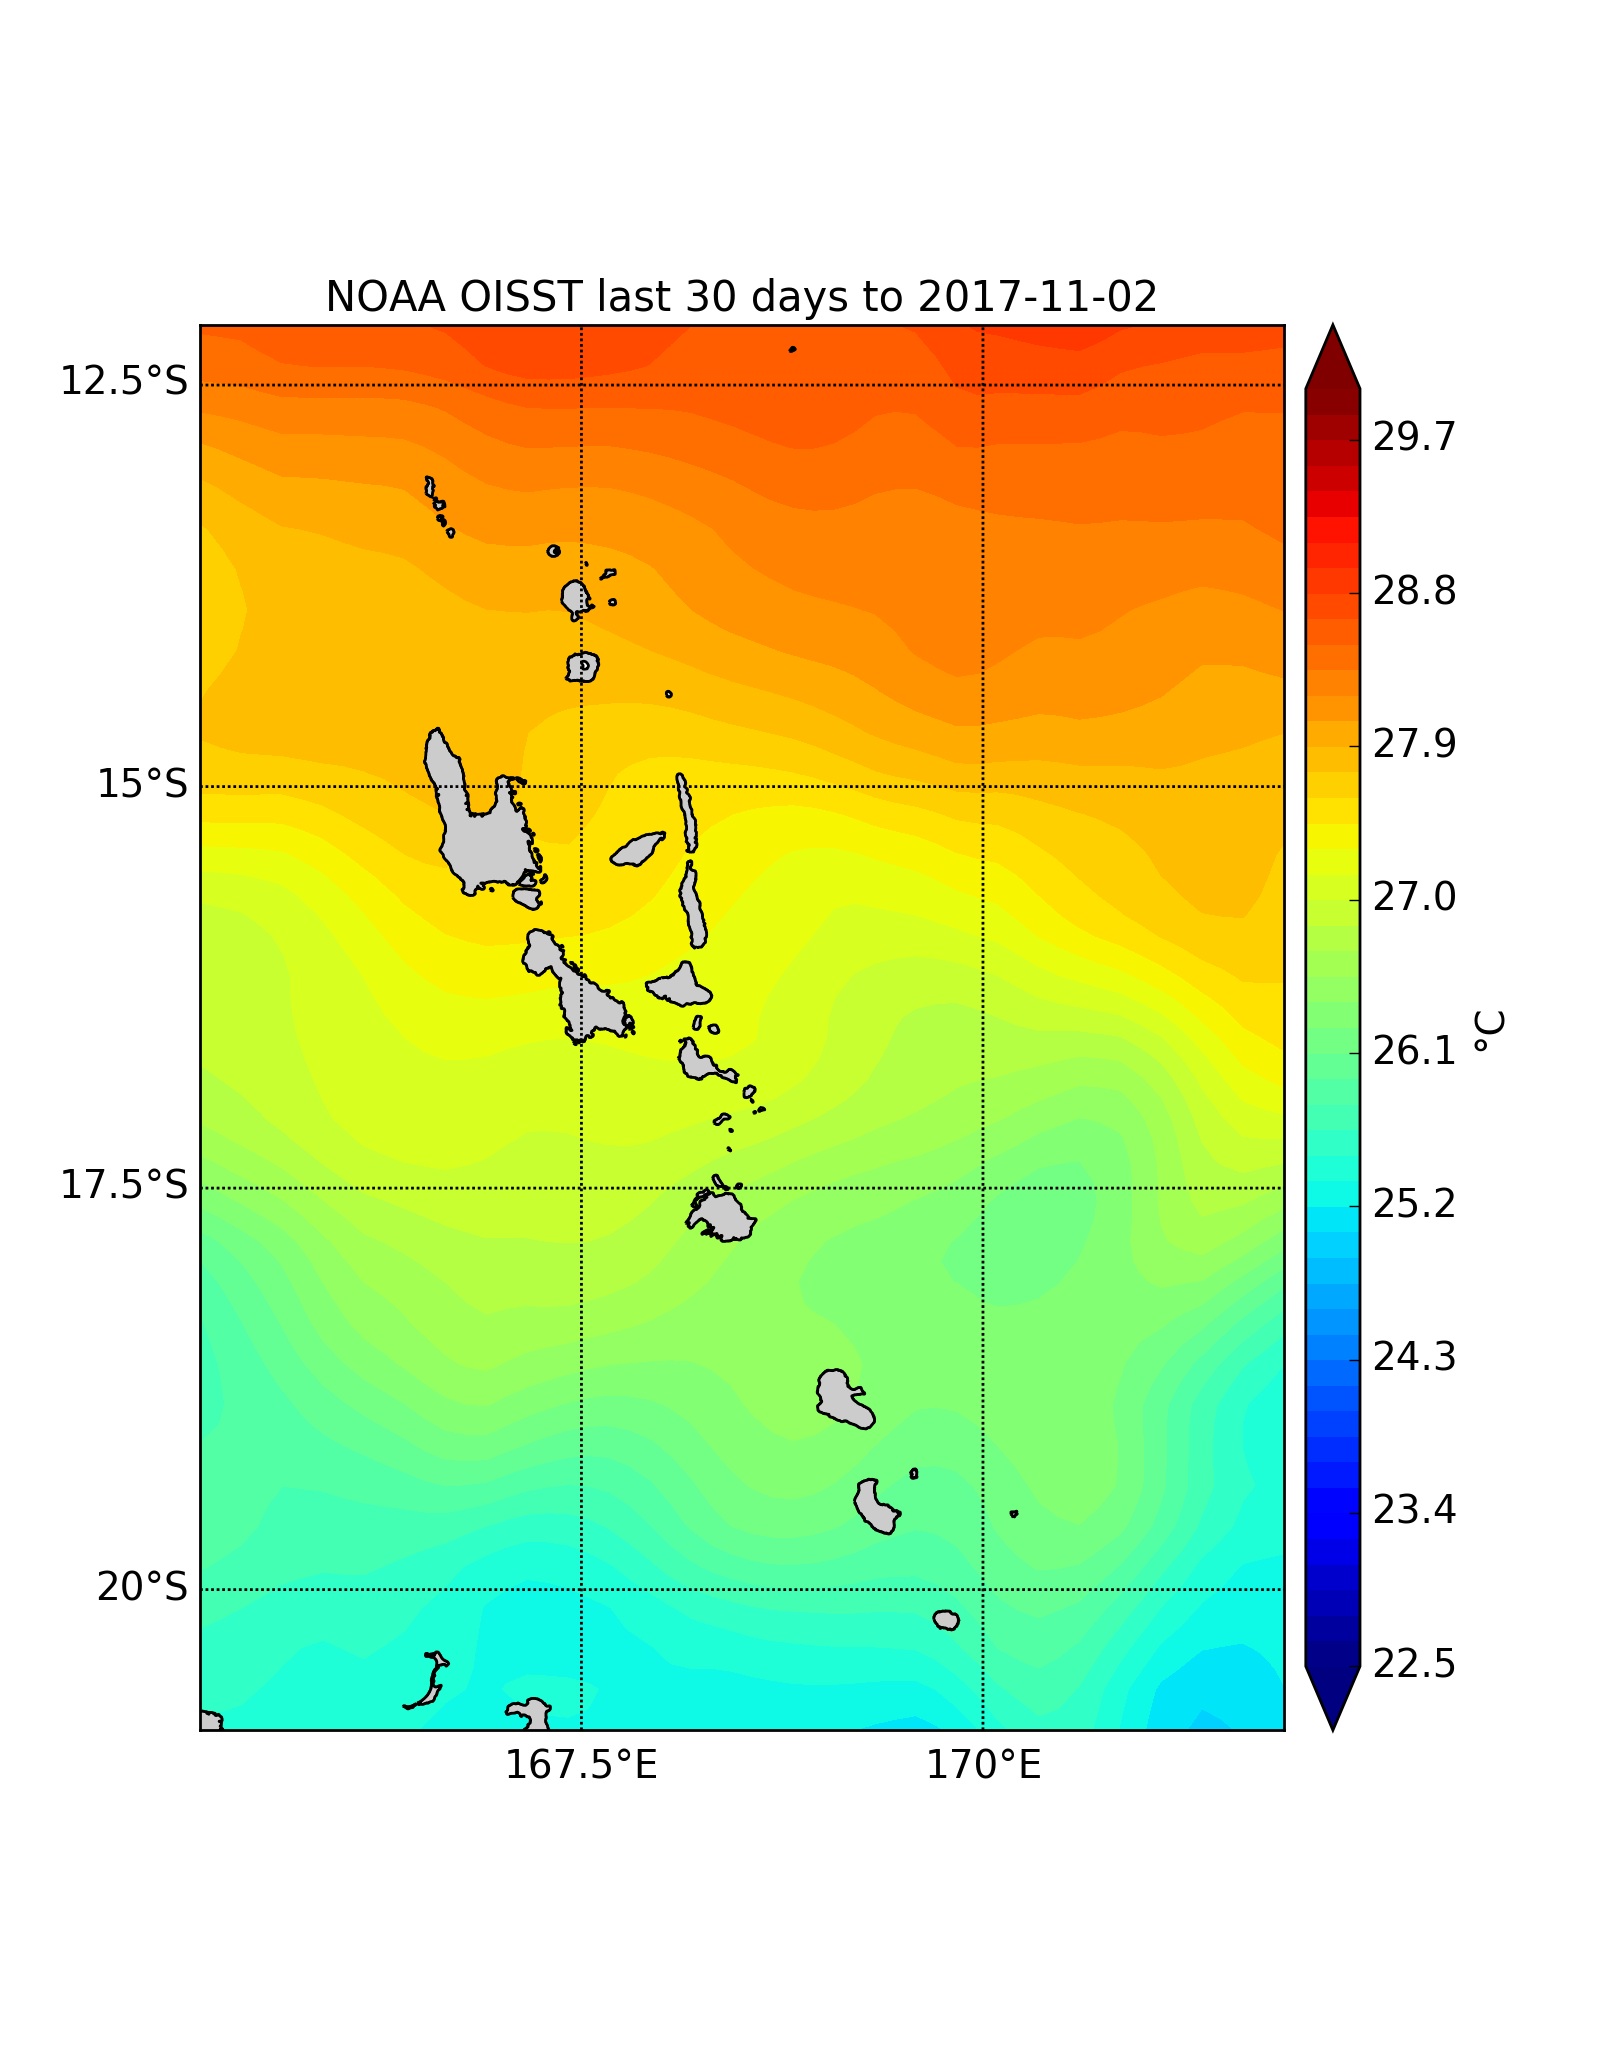 NOAA OISST last 30 days to 2017-11-02
12.5°S
15°S
17.5°S
20°S
167.5°E
170°E
29.7
28.8
27.9
27.0
26.1
25.2
24.3
23.4
22.5
°C